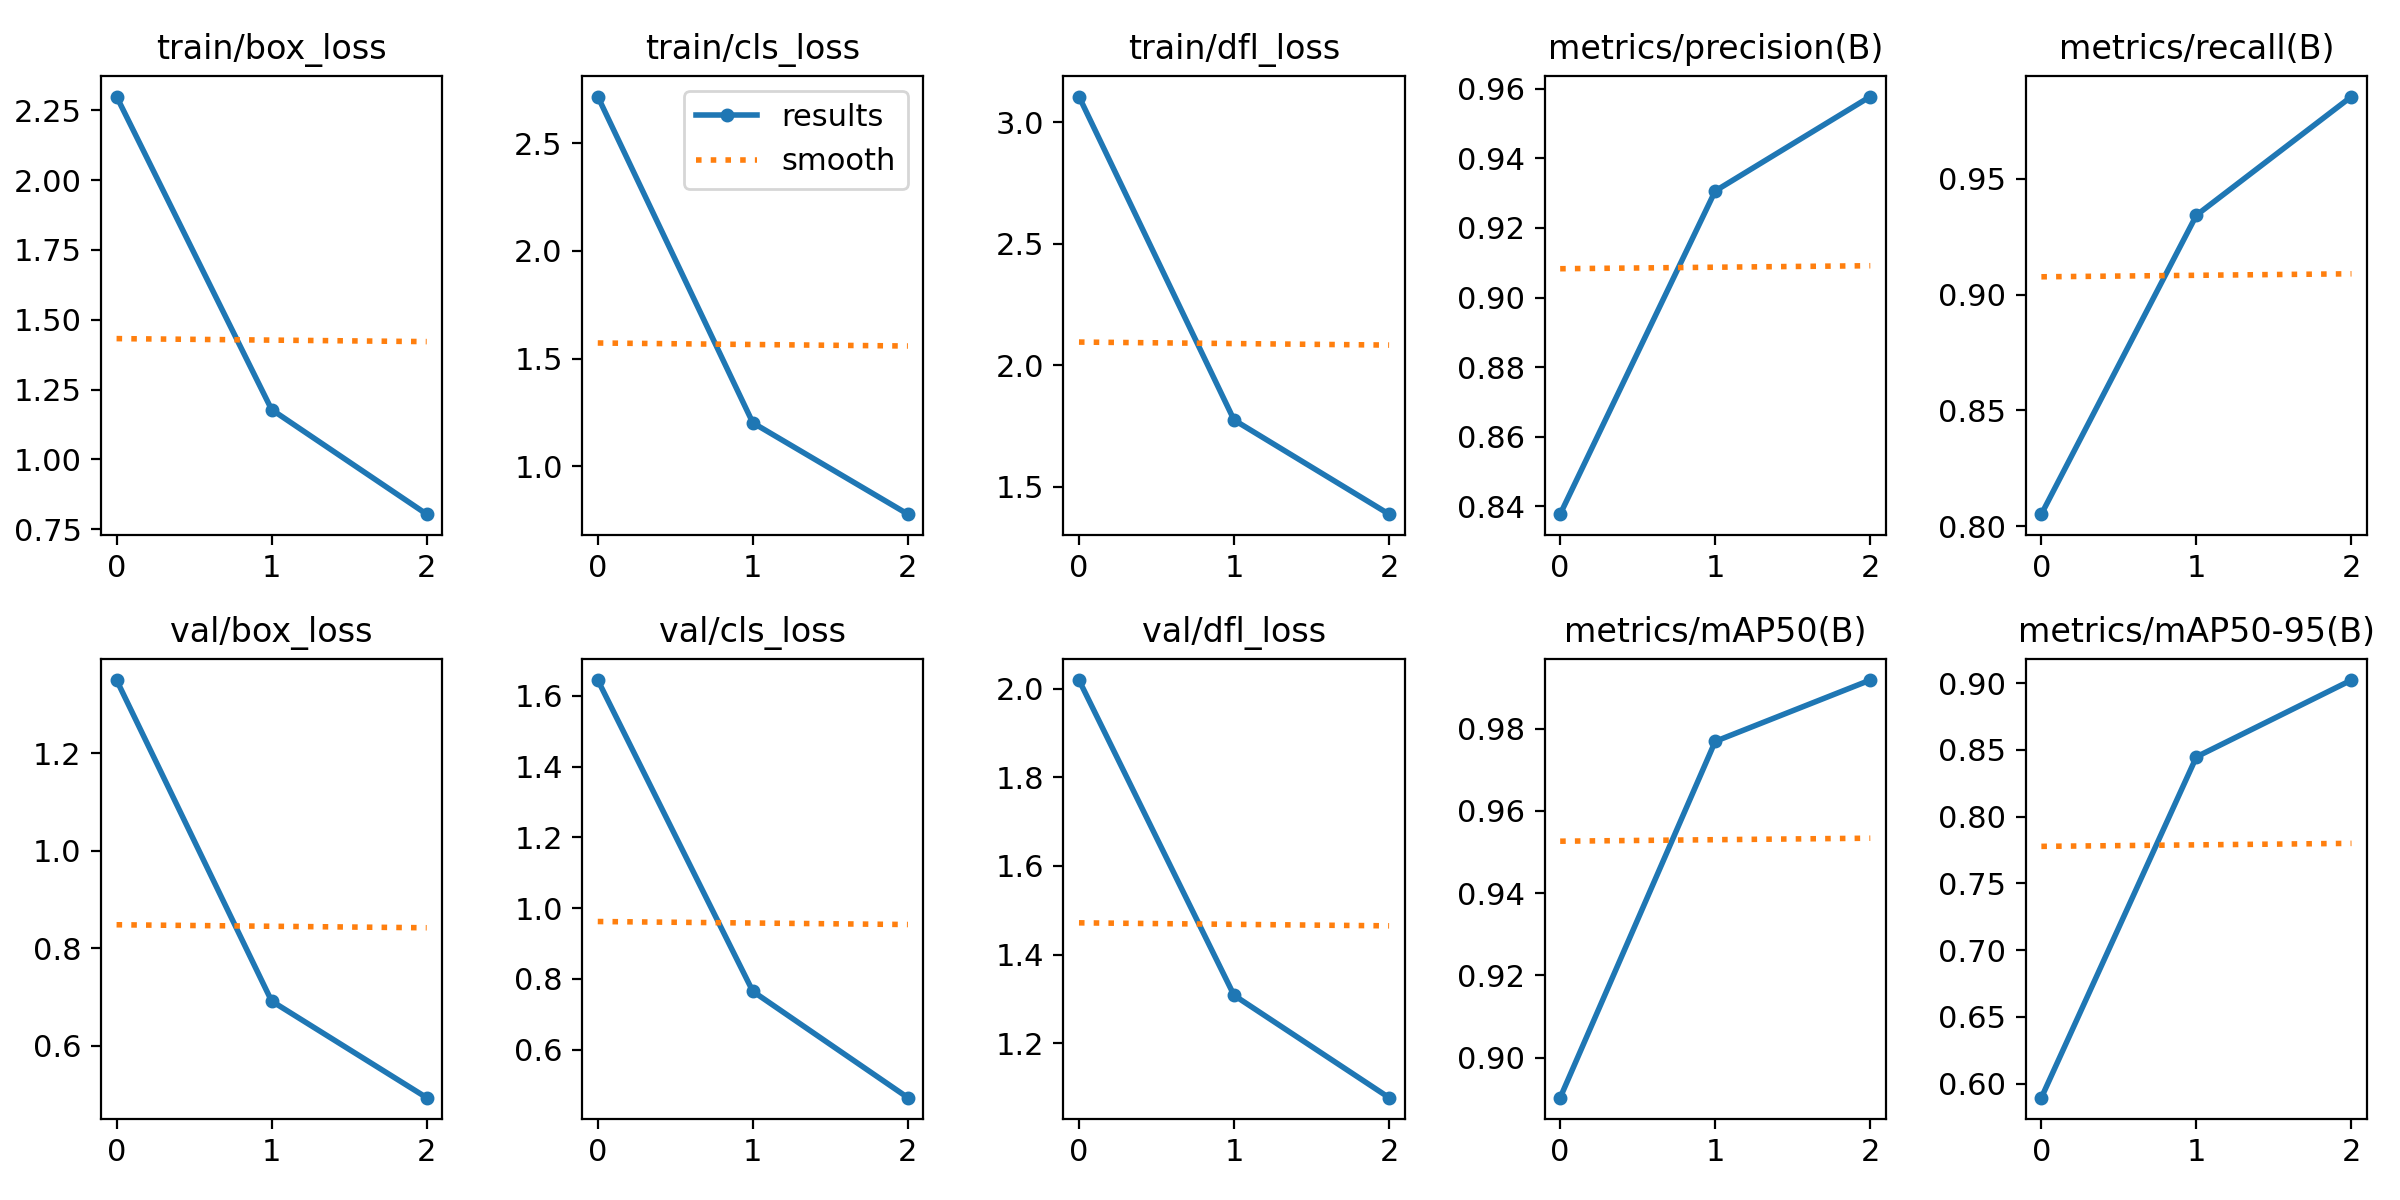 train/box_loss
train/cls_loss
train/dfl_loss
metrics/precision(B)
metrics/recall(B)
2.25
2.00
1.75
1.50
1.25
1.00
0.75
0 1 2
results
smooth
2.5
2.0
1.5
1.0
0 1 2
3.0
2.5
2.0
1.5
0 1 2
0.96
0.94
0.92
0.90
0.88
0.86
0.84
0 1 2
0.95
0.90
0.85
0.80
0 1 2
val/box_loss
val/cls_loss
val/dfl_loss
metrics/mAP50(B)
metrics/mAP50-95(B)
1.2
1.0
0.8
0.6
0 1 2
1.6
1.4
1.2
1.0
0.8
0.6
0 1 2
2.0
1.8
1.6
1.4
1.2
0 1 2
0.98
0.96
0.94
0.92
0.90
0 1 2
0.90
0.85
0.80
0.75
0.70
0.65
0.60
0 1 2